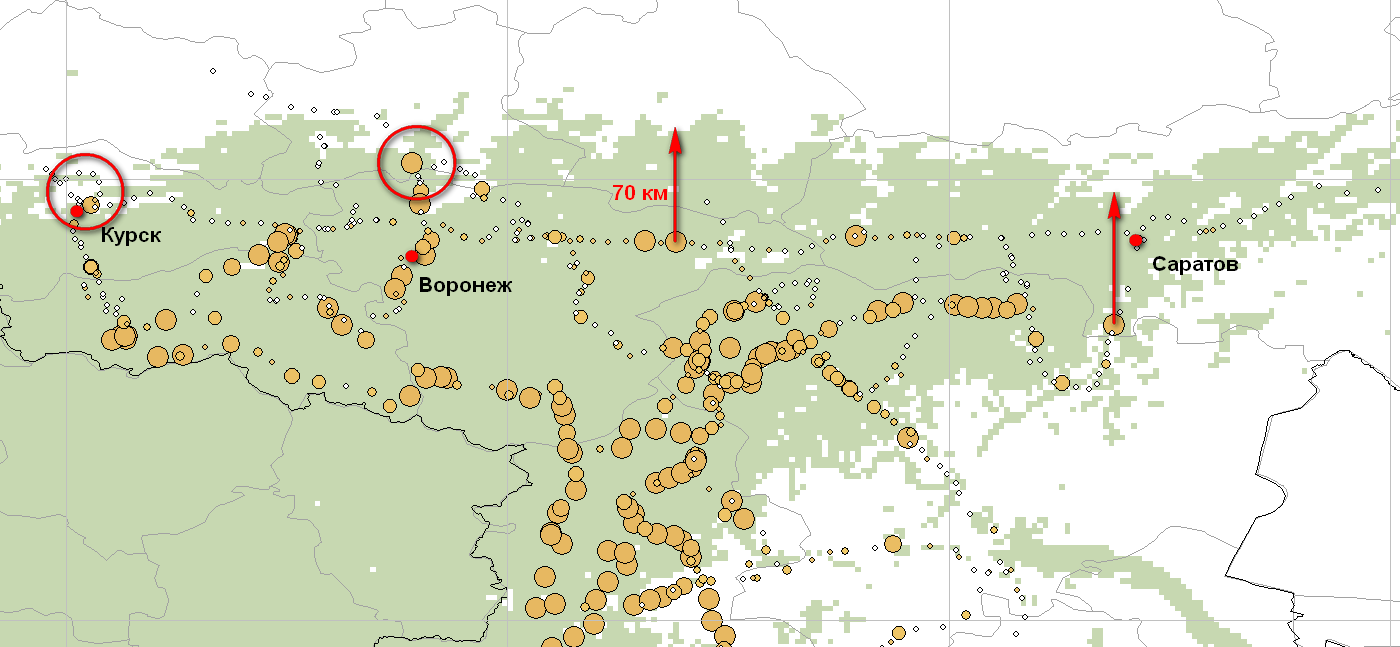 70 км
Курск
Воронеж
Саратов